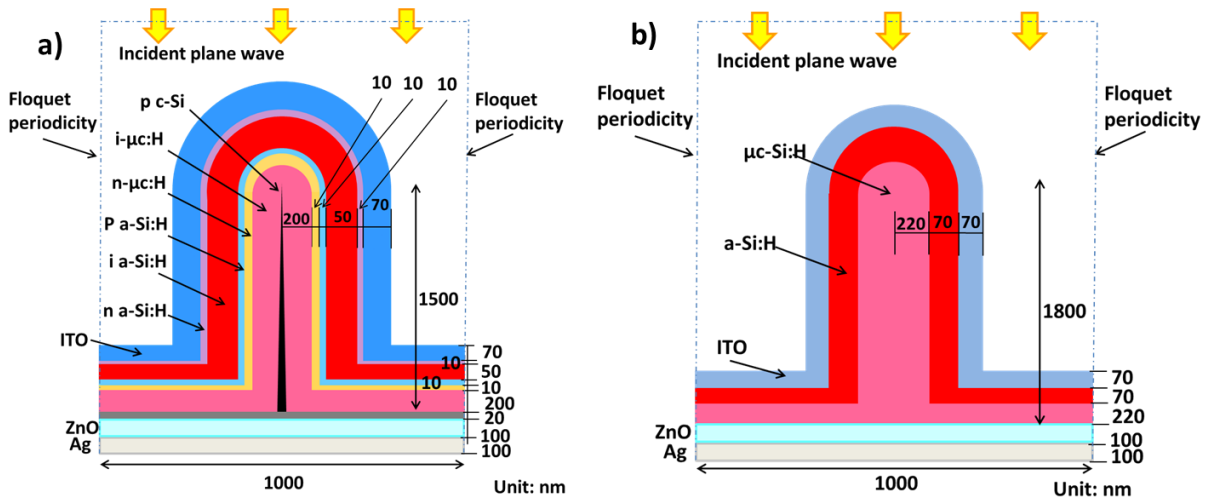 a)
Incident plane wave
Floquet
periodicity
p c-Si
i-μc:H
n-μc:H
P a-Si:H
i a-Si:H
n a-Si:H
ITO
10 10 10
Floquet
periodicity
200 50 70
1500
70
10
50
10
10
200
20
ZnO
100
Ag
100
1000
Unit: nm
b)
Incident plane wave
Floquet
periodicity
Floquet
periodicity
μc-Si:H
a-Si:H
220 70 70
1800
ITO
70
70
220
ZnO
100
Ag
100
1000
Unit: nm